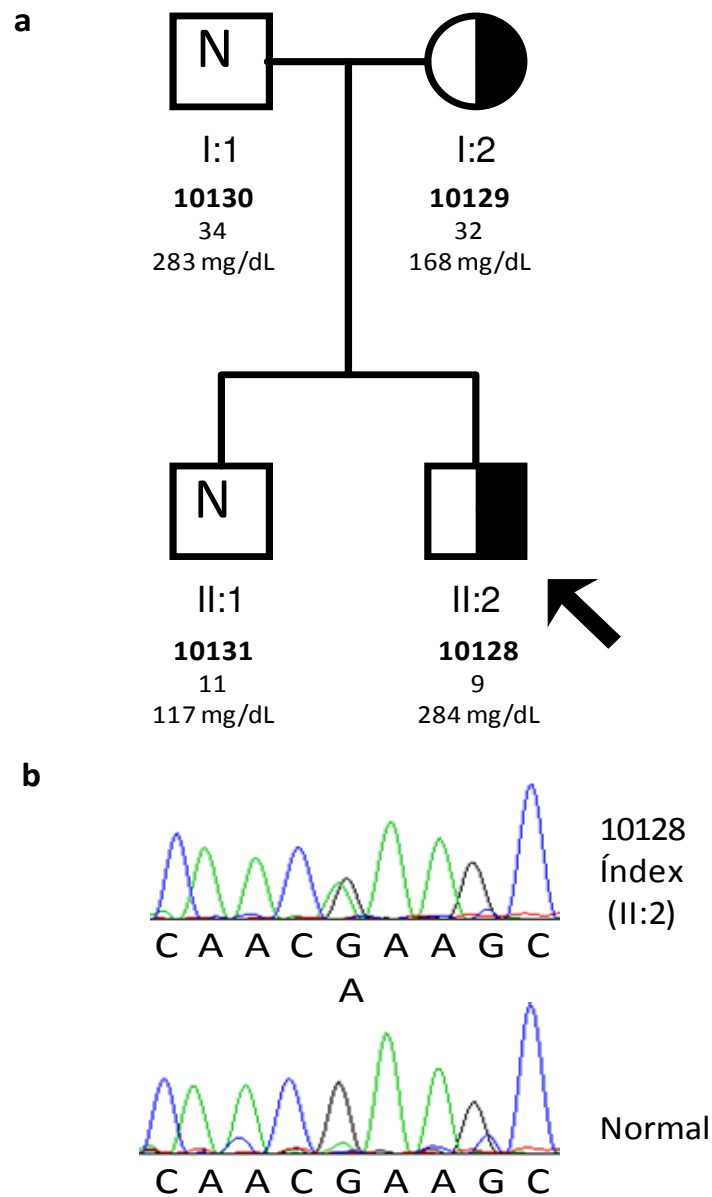 a
N
I:1 I:2
10130 10129
34 32
283 mg/dL 168 mg/dL
N
II:1 II:2
10131 10128
11 9
117 mg/dL 284 mg/dL
b
10128
Índex
(II:2)
C A A C G A A G C
A
Normal
C A A C G A A G C